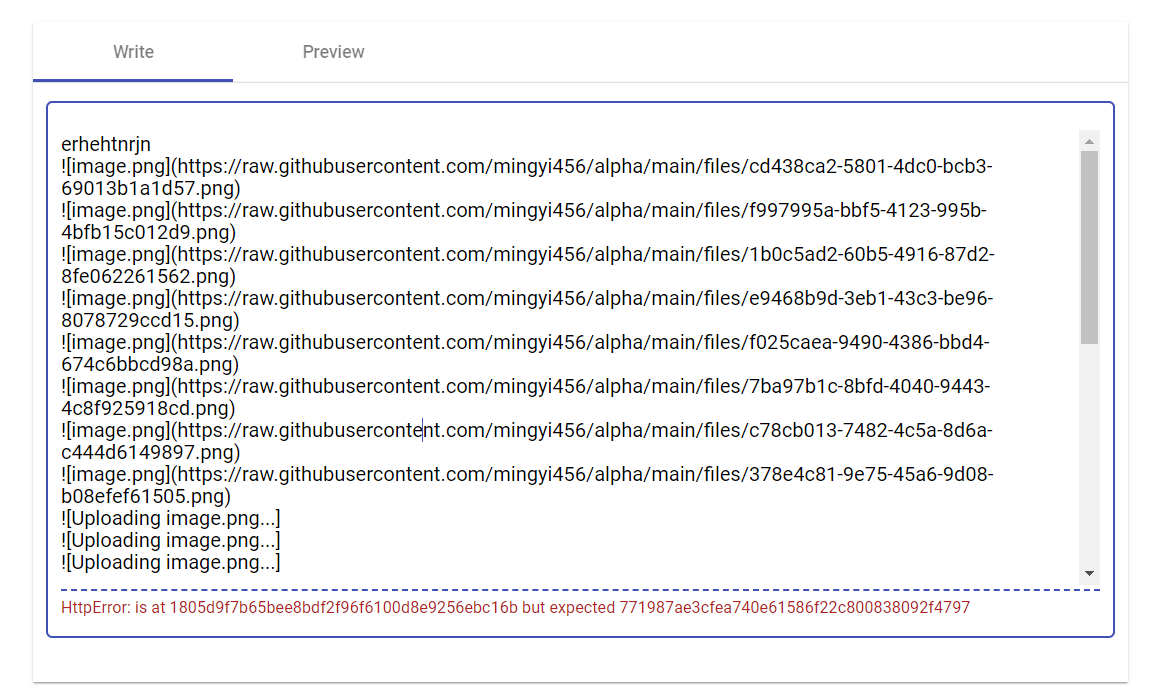 Write
Preview
erhehtnrjn
![image.png](https://raw.githubusercontent.com/mingyi456/alpha/main/files/cd438ca2-5801-4dc0-bcb3-
69013b1a1d57.png)
![image.png](https://raw.githubusercontent.com/mingyi456/alpha/main/files/f997995a-bbf5-4123-995b-
4bfb15c012d9.png)
![image.png](https://raw.githubusercontent.com/mingyi456/alpha/main/files/1b0c5ad2-60b5-4916-87d2-
8fe062261562.png)
![image.png](https://raw.githubusercontent.com/mingyi456/alpha/main/files/e9468b9d-3eb1-43c3-be96-
8078729ccd15.png)
![image.png](https://raw.githubusercontent.com/mingyi456/alpha/main/files/f025caea-9490-4386-bbd4-
674c6bbcd98a.png)
![image.png](https://raw.githubusercontent.com/mingyi456/alpha/main/files/7ba97b1c-8bfd-4040-9443-
4c8f925918cd.png)
![image.png](https://raw.githubusercontent.com/mingyi456/alpha/main/files/c78cb013-7482-4c5a-8d6a-
c444d6149897.png)
![image.png](https://raw.githubusercontent.com/mingyi456/alpha/main/files/378e4c81-9e75-45a6-9d08-
b08efef61505.png)
![Uploading image.png...]
![Uploading image.png...]
![Uploading image.png...]
HttpError: is at 1805d9f7b65bee8bdf2f96f6100d8e9256ebc16b but expected 771987ae3cfea740e61586f22c800838092f4797